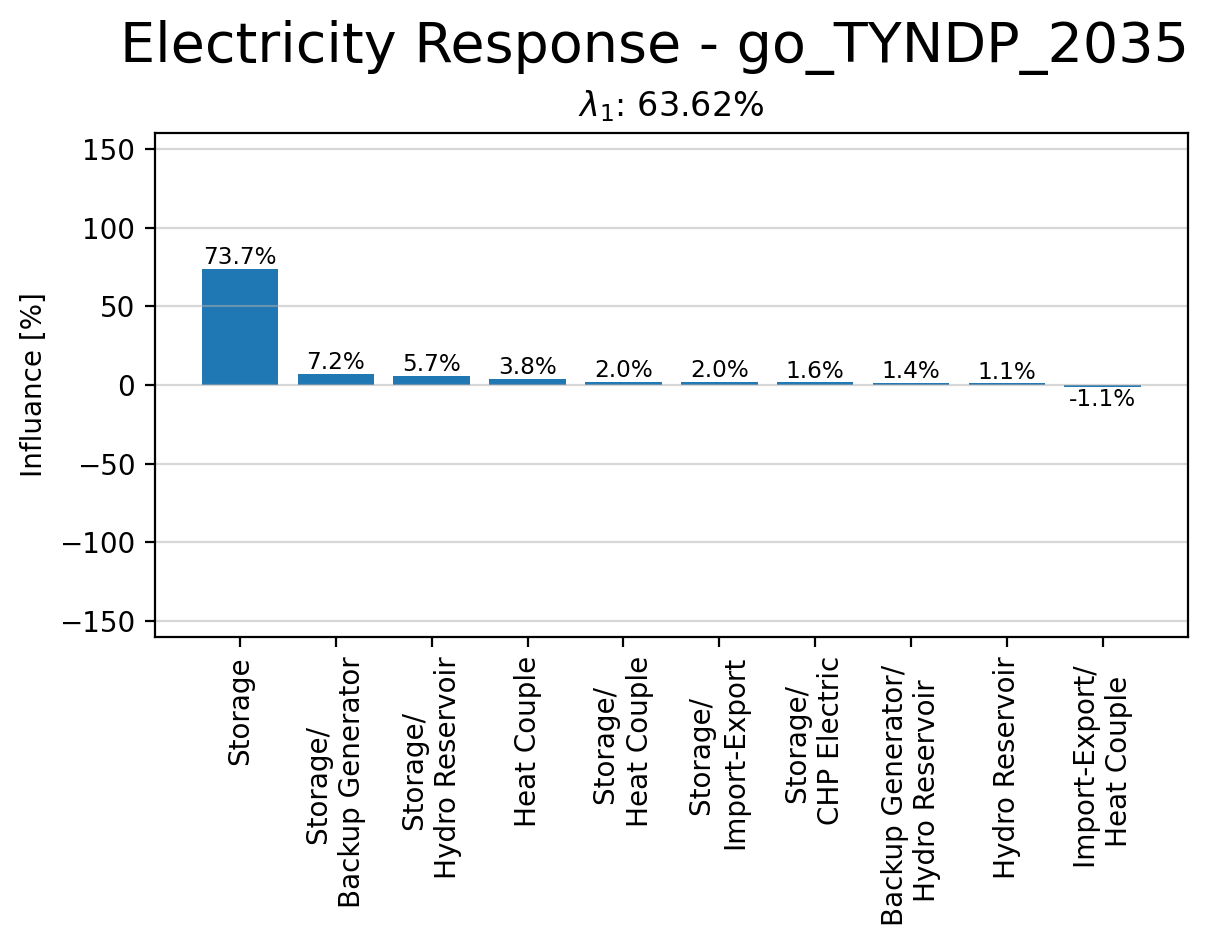 Electricity Response - go_TYNDP_2035
λ1: 63.62%
Influance [%]
150
100
50
0
−50
−100
−150
73.7%
7.2%
5.7%
3.8%
2.0%
2.0%
1.6%
1.4%
1.1%
-1.1%
Storage
Storage/
Backup Generator
Storage/
Hydro Reservoir
Heat Couple
Storage/
Heat Couple
Storage/
Import-Export
Storage/
CHP Electric
Backup Generator/
Hydro Reservoir
Hydro Reservoir
Import-Export/
Heat Couple